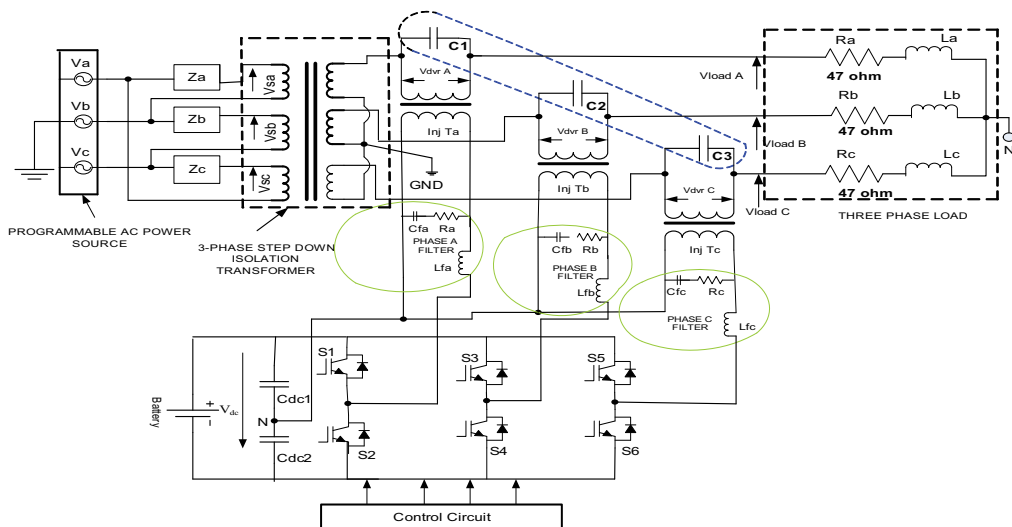 Va
Vb
Vc
Za
Zb
Zc
Vsa
Vsb
Vsc
PROGRAMMABLE AC POWER
SOURCE
3-PHASE STEP DOWN
ISOLATION
TRANSFORMER
GND
C1
Vdvr A
Inj Ta
C2
Vdvr B
Inj Tb
C3
Vdvr C
Inj Tc
Vload A
Vload B
Vload C
Ra
47 ohm
La
Rb
47 ohm
Lb
Rc
47 ohm
Lc
N
THREE PHASE LOAD
Cfa
Ra
PHASE A
FILTER
Lfa
Cfb
Rb
PHASE B
FILTER
Lfb
Cfc
Rc
PHASE C
FILTER
Lfc
Battery
+
-
Vdc
Cdc1
N
Cdc2
S1
S2
S3
S4
S5
S6
Control Circuit